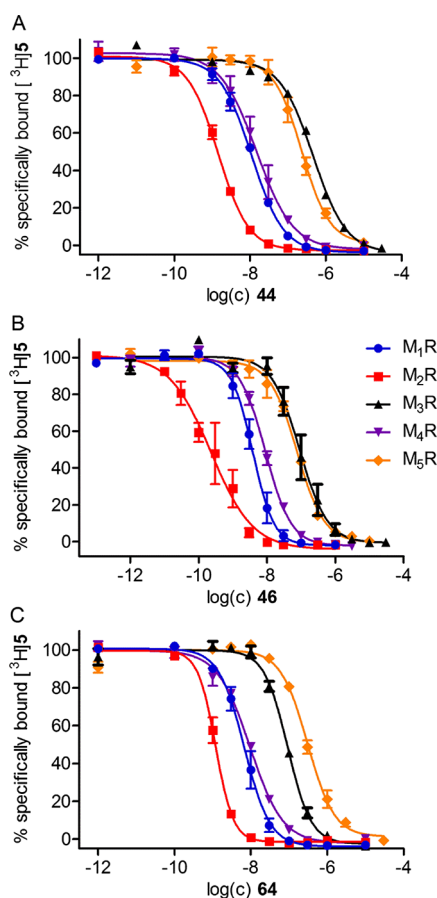 A
% specifically bound [³H]5
100
80
60
40
20
0
-12 -10 -8 -6 -4
log(c) 44
B
% specifically bound [³H]5
100
80
60
40
20
0
-12 -10 -8 -6 -4
log(c) 46
M₁R
M₂R
M₃R
M₄R
M₅R
C
% specifically bound [³H]5
100
80
60
40
20
0
-12 -10 -8 -6 -4
log(c) 64